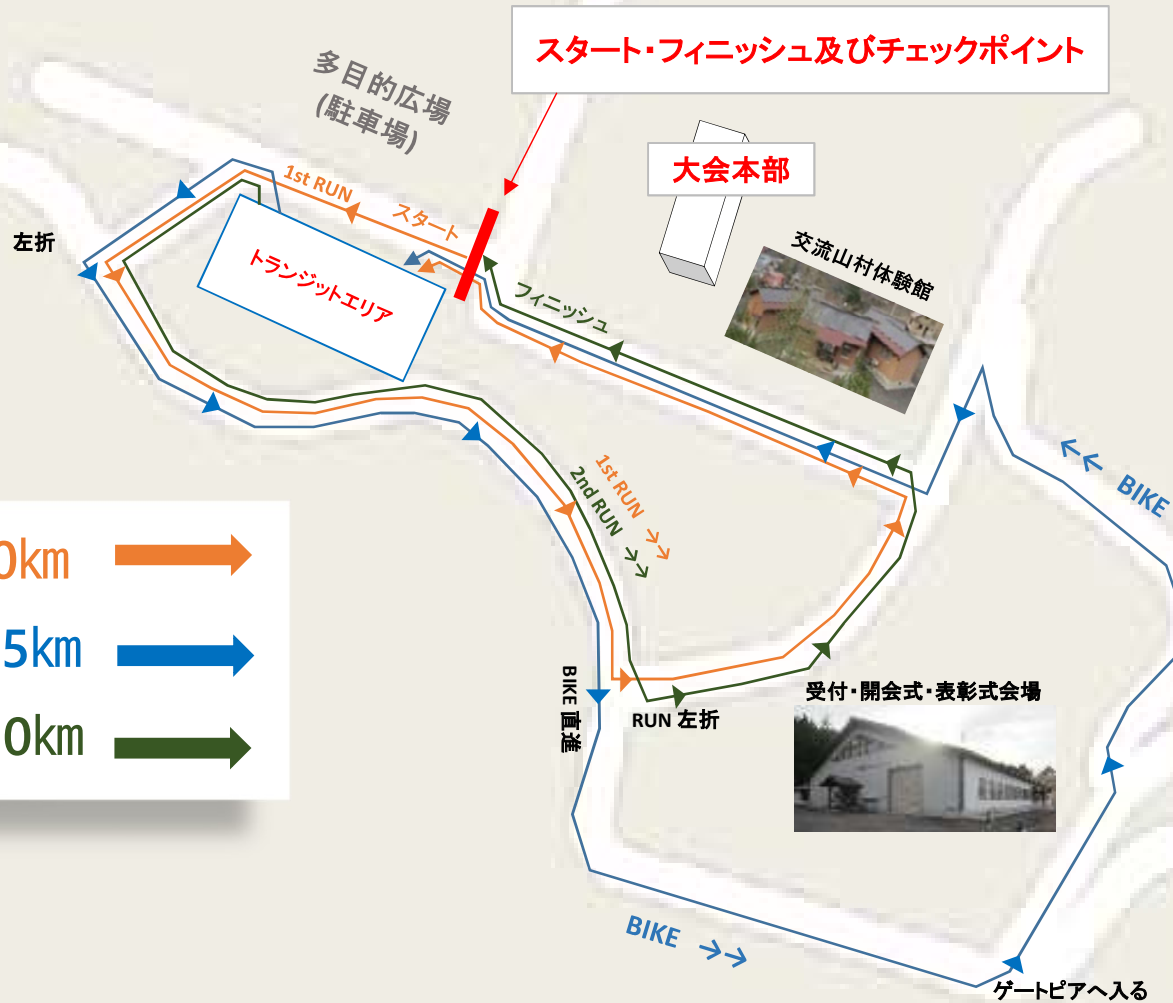 スタート・フィニッシュ及びチェックポイント
多目的広場
(駐車場)
大会本部
1st RUN
スタート
左折
トランジットエリア
交流山村体験館
フィニッシュ
1st RUN →→
2nd RUN →→
←← BIKE
0km
5km
0km
BIKE 直進
RUN 左折
受付・開会式・表彰式会場
BIKE →→
ゲートピアへ入る